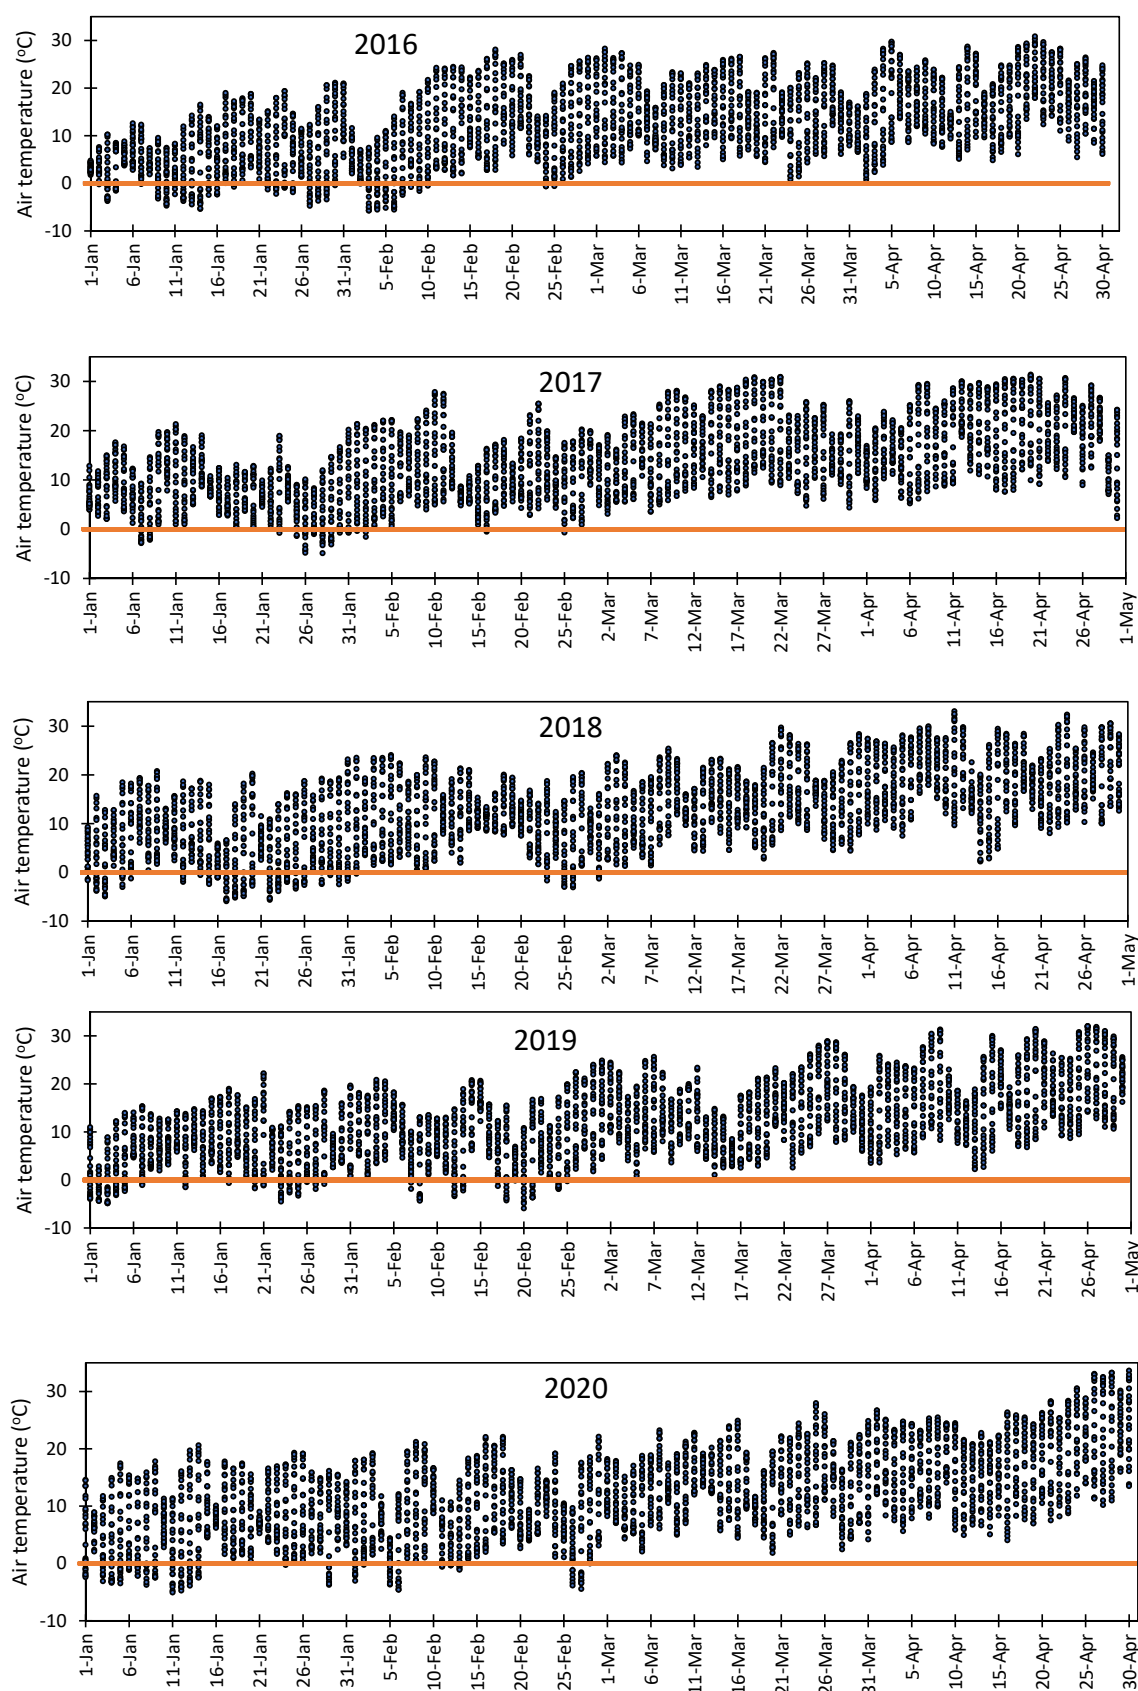 2016
Air temperature (°C)
30
20
10
0
-10
1-Jan
6-Jan
11-Jan
16-Jan
21-Jan
26-Jan
31-Jan
5-Feb
10-Feb
15-Feb
20-Feb
25-Feb
1-Mar
6-Mar
11-Mar
16-Mar
21-Mar
26-Mar
31-Mar
5-Apr
10-Apr
15-Apr
20-Apr
25-Apr
30-Apr
2017
Air temperature (°C)
30
20
10
0
-10
1-Jan
6-Jan
11-Jan
16-Jan
21-Jan
26-Jan
31-Jan
5-Feb
10-Feb
15-Feb
20-Feb
25-Feb
2-Mar
7-Mar
12-Mar
17-Mar
22-Mar
27-Mar
1-Apr
6-Apr
11-Apr
16-Apr
21-Apr
26-Apr
1-May
2018
Air temperature (°C)
30
20
10
0
-10
1-Jan
6-Jan
11-Jan
16-Jan
21-Jan
26-Jan
31-Jan
5-Feb
10-Feb
15-Feb
20-Feb
25-Feb
2-Mar
7-Mar
12-Mar
17-Mar
22-Mar
27-Mar
1-Apr
6-Apr
11-Apr
16-Apr
21-Apr
26-Apr
1-May
2019
Air temperature (°C)
30
20
10
0
-10
1-Jan
6-Jan
11-Jan
16-Jan
21-Jan
26-Jan
31-Jan
5-Feb
10-Feb
15-Feb
20-Feb
25-Feb
2-Mar
7-Mar
12-Mar
17-Mar
22-Mar
27-Mar
1-Apr
6-Apr
11-Apr
16-Apr
21-Apr
26-Apr
1-May
2020
Air temperature (°C)
30
20
10
0
-10
1-Jan
6-Jan
11-Jan
16-Jan
21-Jan
26-Jan
31-Jan
5-Feb
10-Feb
15-Feb
20-Feb
25-Feb
1-Mar
6-Mar
11-Mar
16-Mar
21-Mar
26-Mar
31-Mar
5-Apr
10-Apr
15-Apr
20-Apr
25-Apr
30-Apr